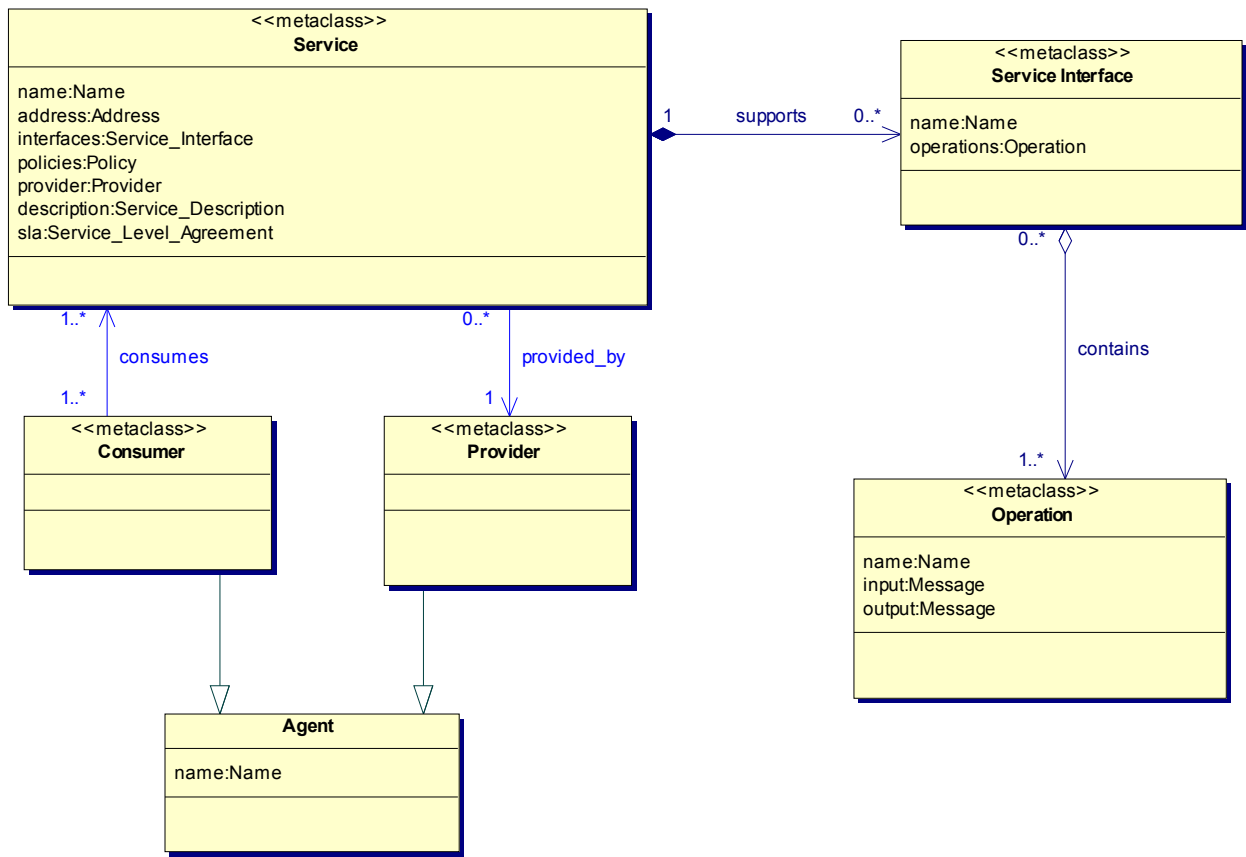 <<metaclass>>
Service
name:Name
address:Address
interfaces:Service_Interface
policies:Policy
provider:Provider
description:Service_Description
sla:Service_Level_Agreement
1
supports
0..*
<<metaclass>>
Service Interface
name:Name
operations:Operation
0..*
contains
1..*
1..*
consumes
1..*
0..*
provided_by
1
<<metaclass>>
Consumer
<<metaclass>>
Provider
<<metaclass>>
Operation
name:Name
input:Message
output:Message
Agent
name:Name